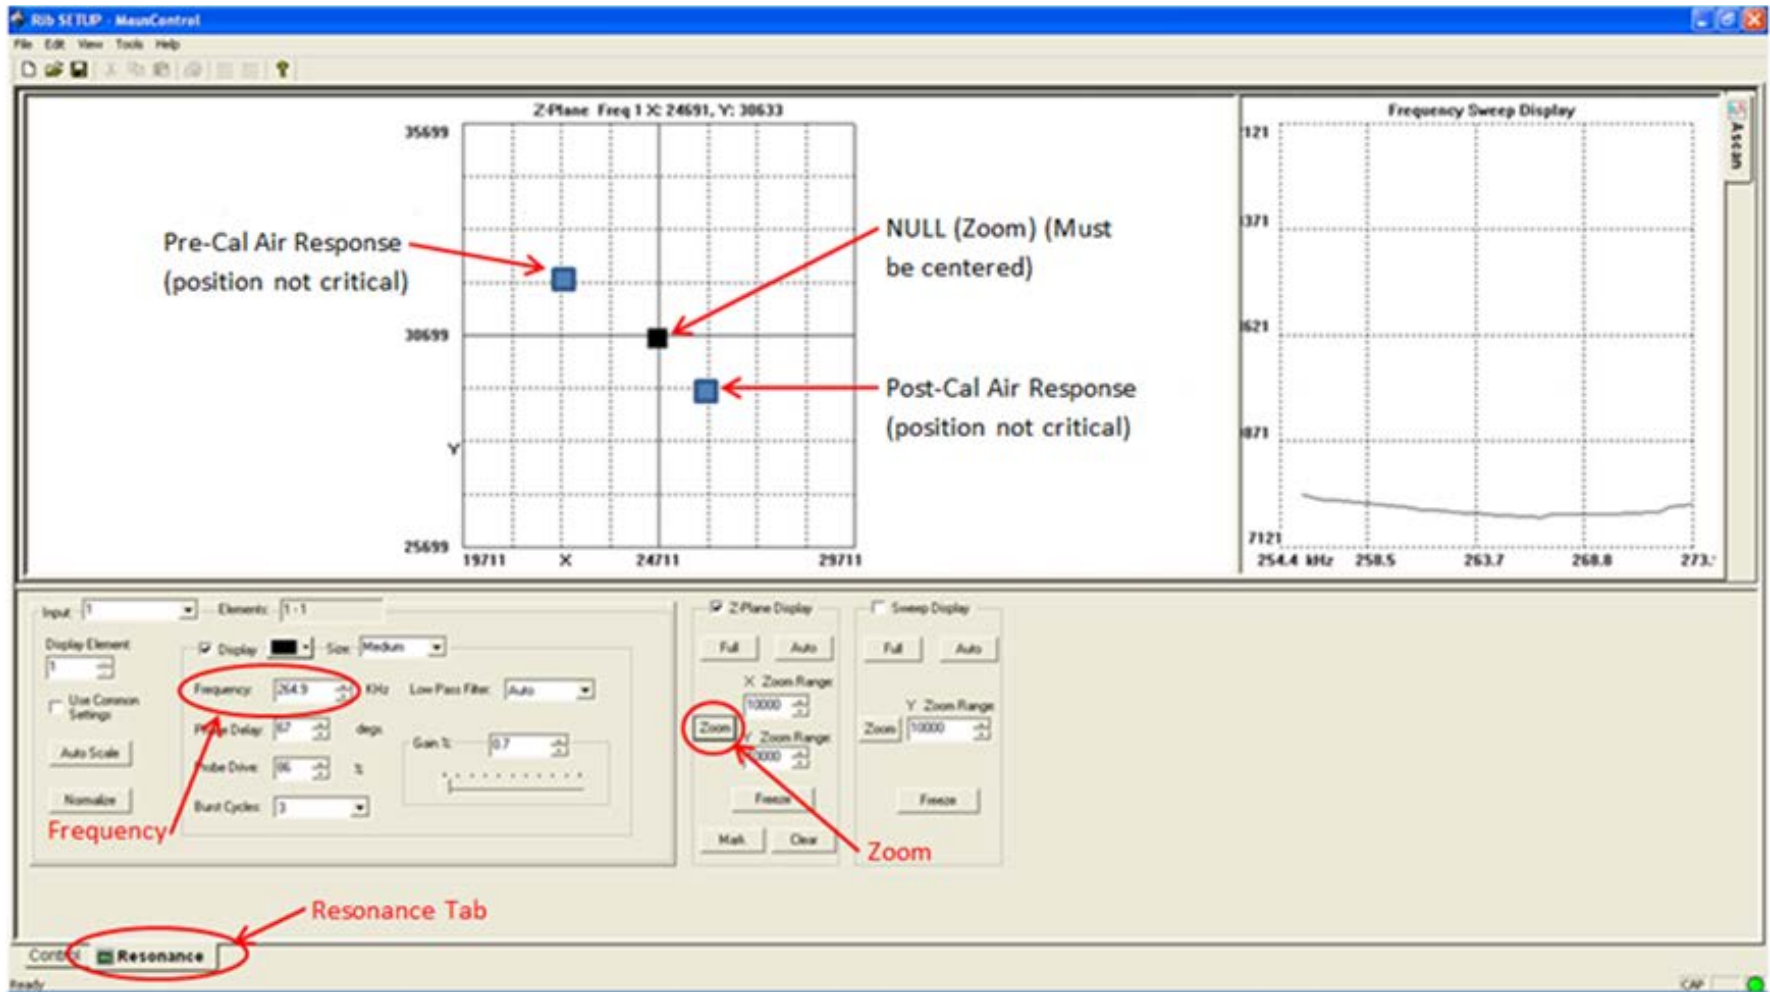 Rib SETUP - MausControl
File Edit View Tools Help
Z-Plane Freq 1 X: 24691, Y: 30633
35699
30699
25699
Y
19711 X 24711 29711
Pre-Cal Air Response
(position not critical)
NULL (Zoom) (Must
be centered)
Post-Cal Air Response
(position not critical)
Frequency Sweep Display
7121
254.4 kHz 258.5 263.7 268.8 273.
Ascan
Input: 1 Elements: 1 - 1
Display Element
1
Use Common
Settings
Auto Scale
Normalize
Display Size: Medium
Frequency: 264.9 KHz Low Pass Filter: Auto
Delay: 67 degs
Probe Drive: 86 %
Gain %: 0.7
Burst Cycles: 3
Z-Plane Display
Full Auto
X Zoom Range
10000
Zoom
Y Zoom Range
Freeze
Mark Clear
Sweep Display
Full Auto
Y Zoom Range
Zoom 10000
Freeze
Frequency
Zoom
Resonance Tab
Control Resonance
Ready
CAP